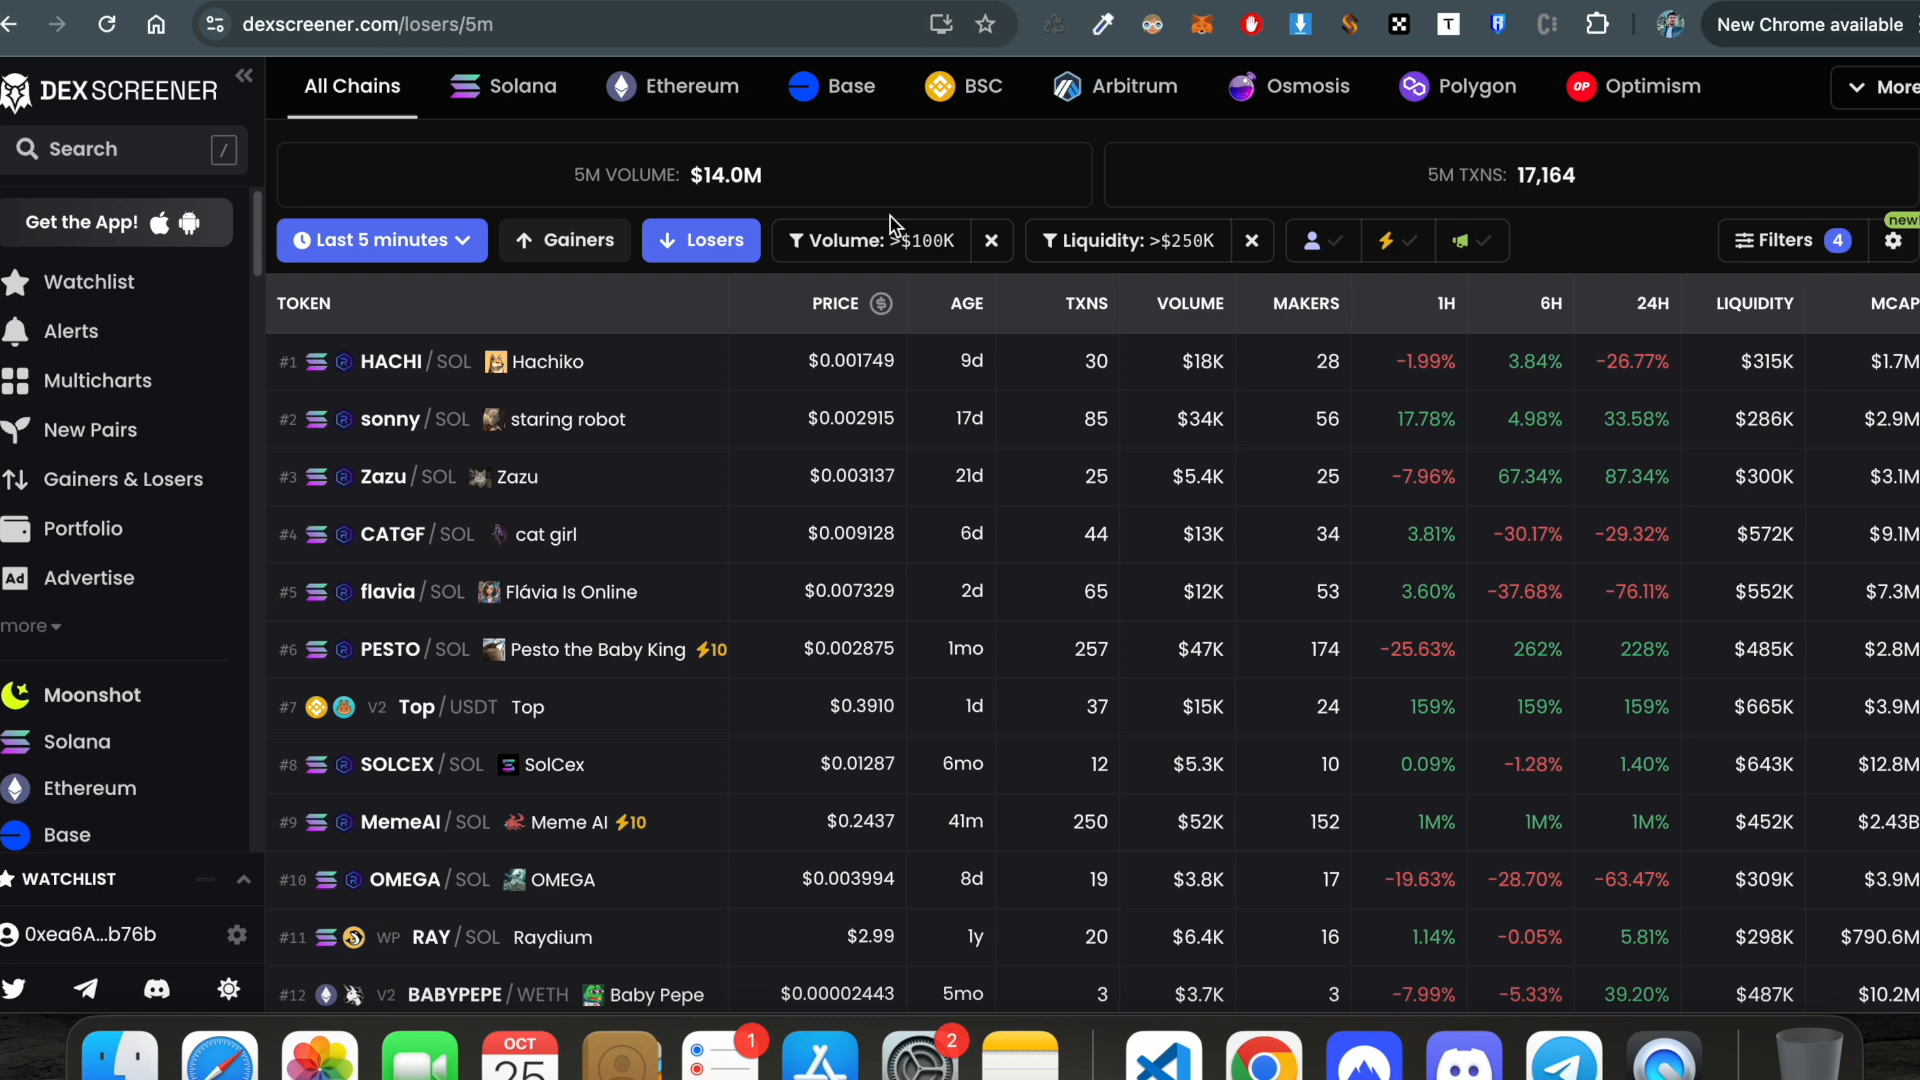 dexscreener.com/losers/5m
New Chrome available
DEX SCREENER
Search /
Get the App!
Watchlist
Alerts
Multicharts
New Pairs
Gainers & Losers
Portfolio
Ad Advertise
more
Moonshot
Solana
Ethereum
Base
WATCHLIST
0xea6A...b76b
All Chains Solana Ethereum Base BSC Arbitrum Osmosis Polygon OP Optimism More
5M VOLUME: $14.0M 5M TXNS: 17,164
new!
Last 5 minutes Gainers Losers Volume: >$100K Liquidity: >$250K Filters 4
TOKEN PRICE AGE TXNS VOLUME MAKERS 1H 6H 24H LIQUIDITY MCAP
#1 HACHI/SOL Hachiko $0.001749 9d 30 $18K 28 -1.99% 3.84% -26.77% $315K $1.7M
#2 sonny/SOL staring robot $0.002915 17d 85 $34K 56 17.78% 4.98% 33.58% $286K $2.9M
#3 Zazu/SOL Zazu $0.003137 21d 25 $5.4K 25 -7.96% 67.34% 87.34% $300K $3.1M
#4 CATGF/SOL cat girl $0.009128 6d 44 $13K 34 3.81% -30.17% -29.32% $572K $9.1M
#5 flavia/SOL Flávia Is Online $0.007329 2d 65 $12K 53 3.60% -37.68% -76.11% $552K $7.3M
#6 PESTO/SOL Pesto the Baby King 10 $0.002875 1mo 257 $47K 174 -25.63% 262% 228% $485K $2.8M
#7 V2 Top/USDT Top $0.3910 1d 37 $15K 24 159% 159% 159% $665K $3.9M
#8 SOLCEX/SOL SolCex $0.01287 6mo 12 $5.3K 10 0.09% -1.28% 1.40% $643K $12.8M
#9 MemeAI/SOL Meme AI 10 $0.2437 41m 250 $52K 152 1M% 1M% 1M% $452K $2.43B
#10 OMEGA/SOL OMEGA $0.003994 8d 19 $3.8K 17 -19.63% -28.70% -63.47% $309K $3.9M
#11 WP RAY/SOL Raydium $2.99 1y 20 $6.4K 16 1.14% -0.05% 5.81% $298K $790.6M
#12 V2 BABYPEPE/WETH Baby Pepe $0.00002443 5mo 3 $3.7K 3 -7.99% -5.33% 39.20% $487K $10.2M
OCT
25
1
2